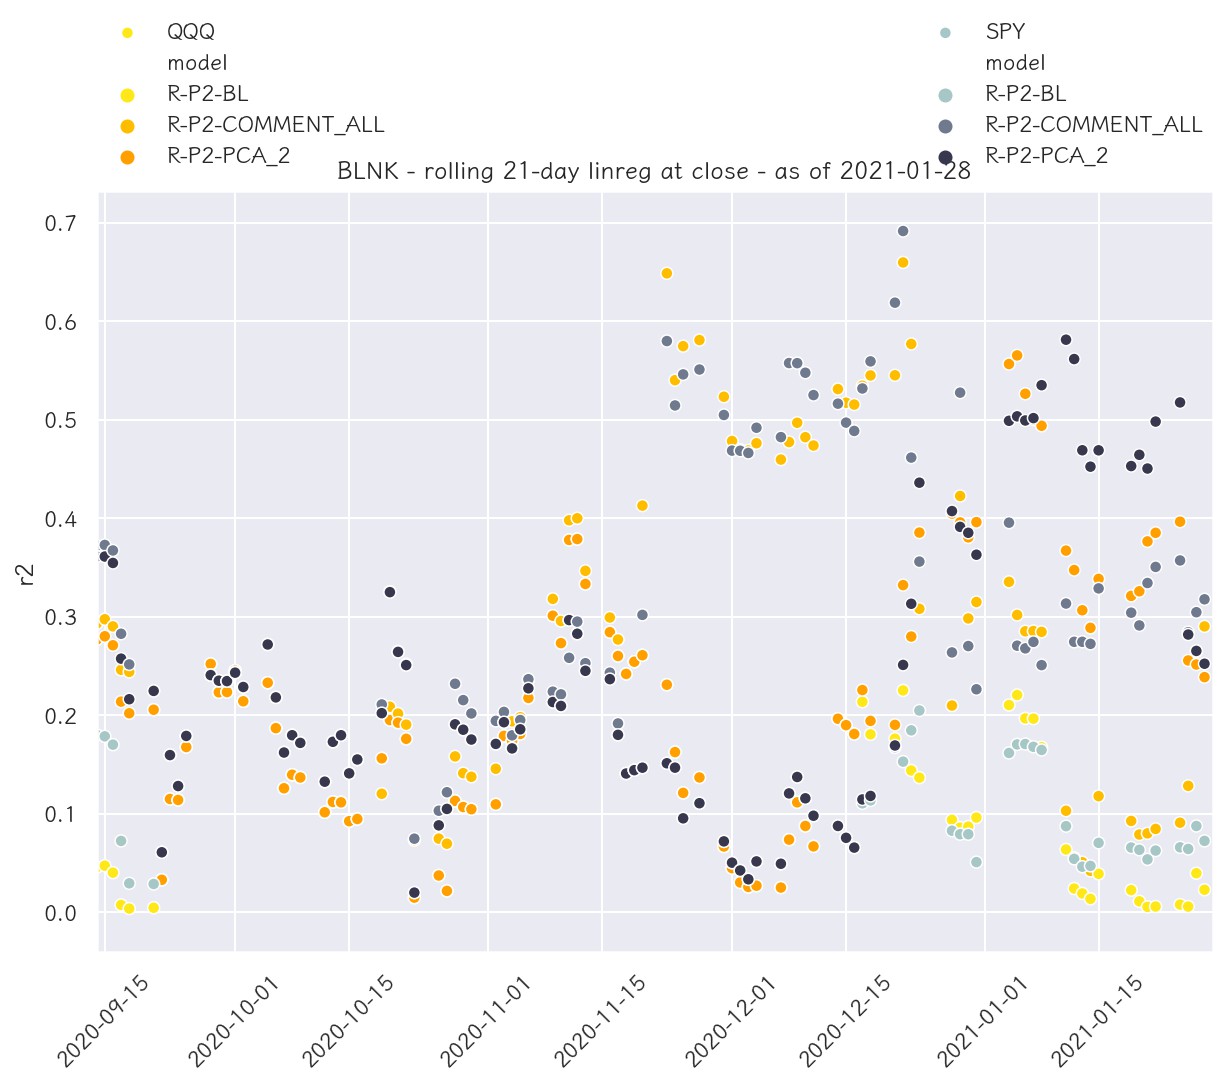 QQQ
model
R-P2-BL
R-P2-COMMENT_ALL
R-P2-PCA_2
SPY
model
R-P2-BL
R-P2-COMMENT_ALL
R-P2-PCA_2
BLNK - rolling 21-day linreg at close - as of 2021-01-28
0.7
0.6
0.5
0.4
0.3
0.2
0.1
0.0
r2
2020-09-15
2020-10-01
2020-10-15
2020-11-01
2020-11-15
2020-12-01
2020-12-15
2021-01-01
2021-01-15